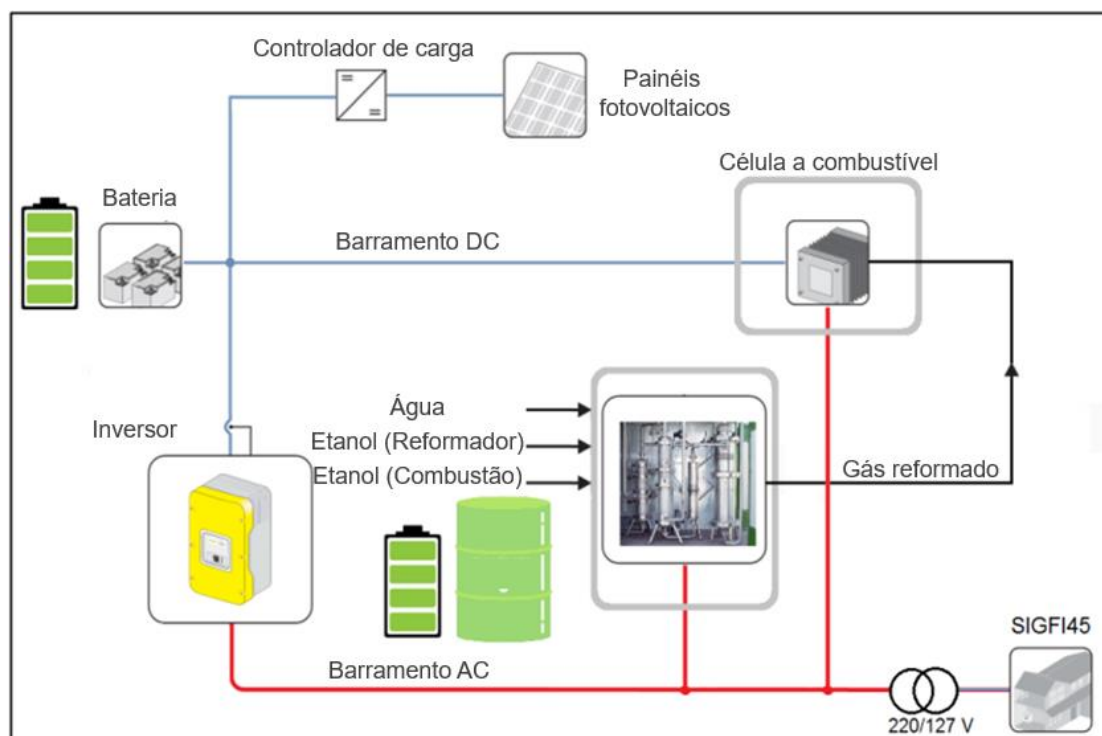 Controlador de carga
Painéis
fotovoltaicos
Célula a combustível
Bateria
Barramento DC
Inversor
Água
Etanol (Reformador)
Etanol (Combustão)
Gás reformado
SIGFI45
Barramento AC
220/127 V